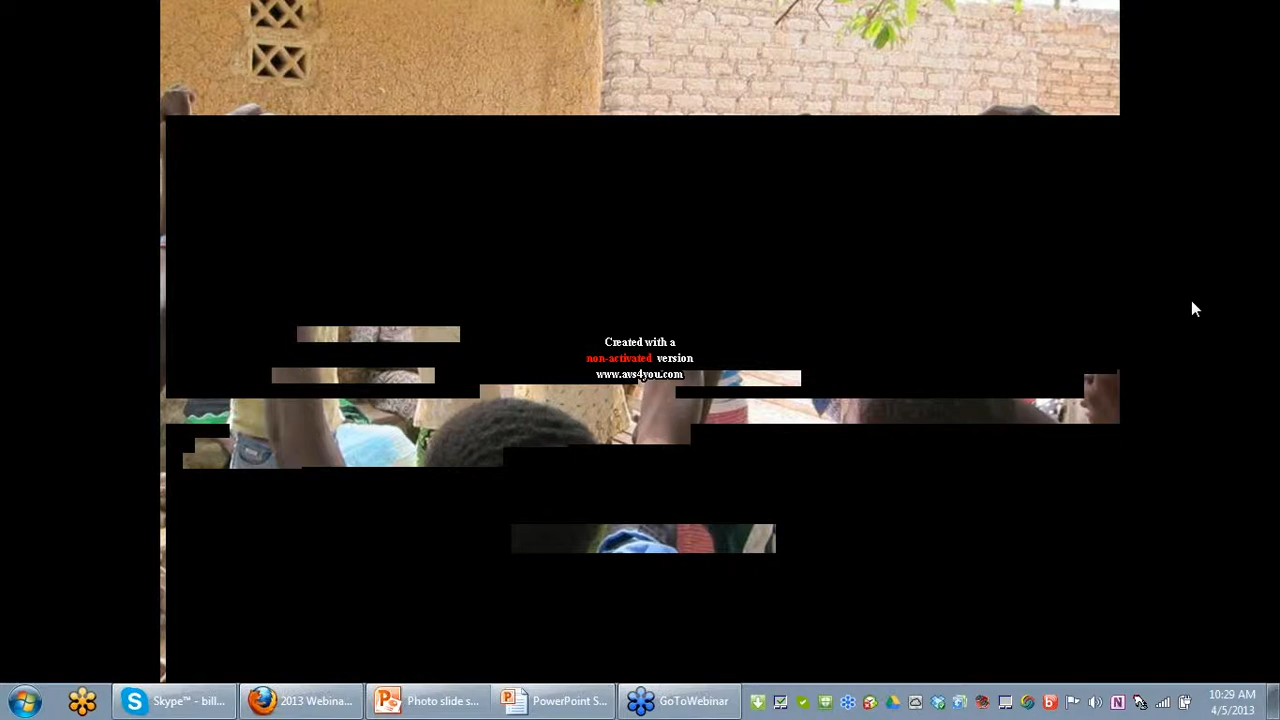 Created with a
non-activated version
www.avs4you.com
Skype™ - bill...
2013 Webina...
Photo slide s...
PowerPoint S...
GoToWebinar
10:29 AM
4/5/2013